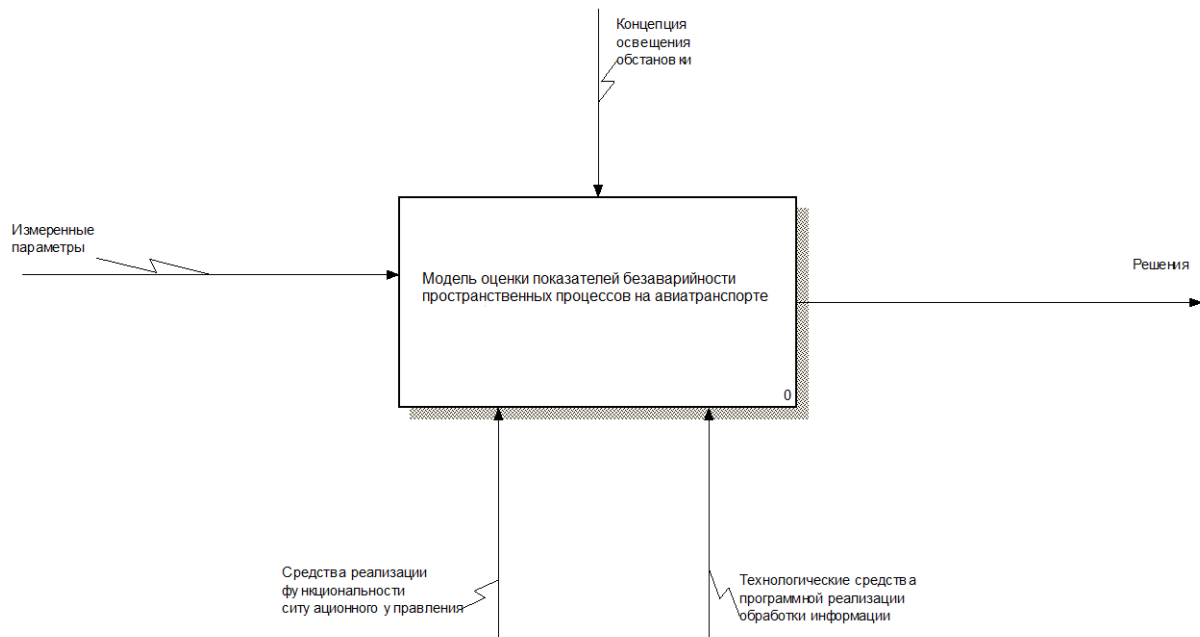 Концепция
освещения
обстановки
Измеренные
параметры
Решения
Модель оценки показателей безаварийности
пространственных процессов на авиатранспорте
0
Средства реализации
функциональности
ситуационного управления
Технологические средства
программной реализации
обработки информации